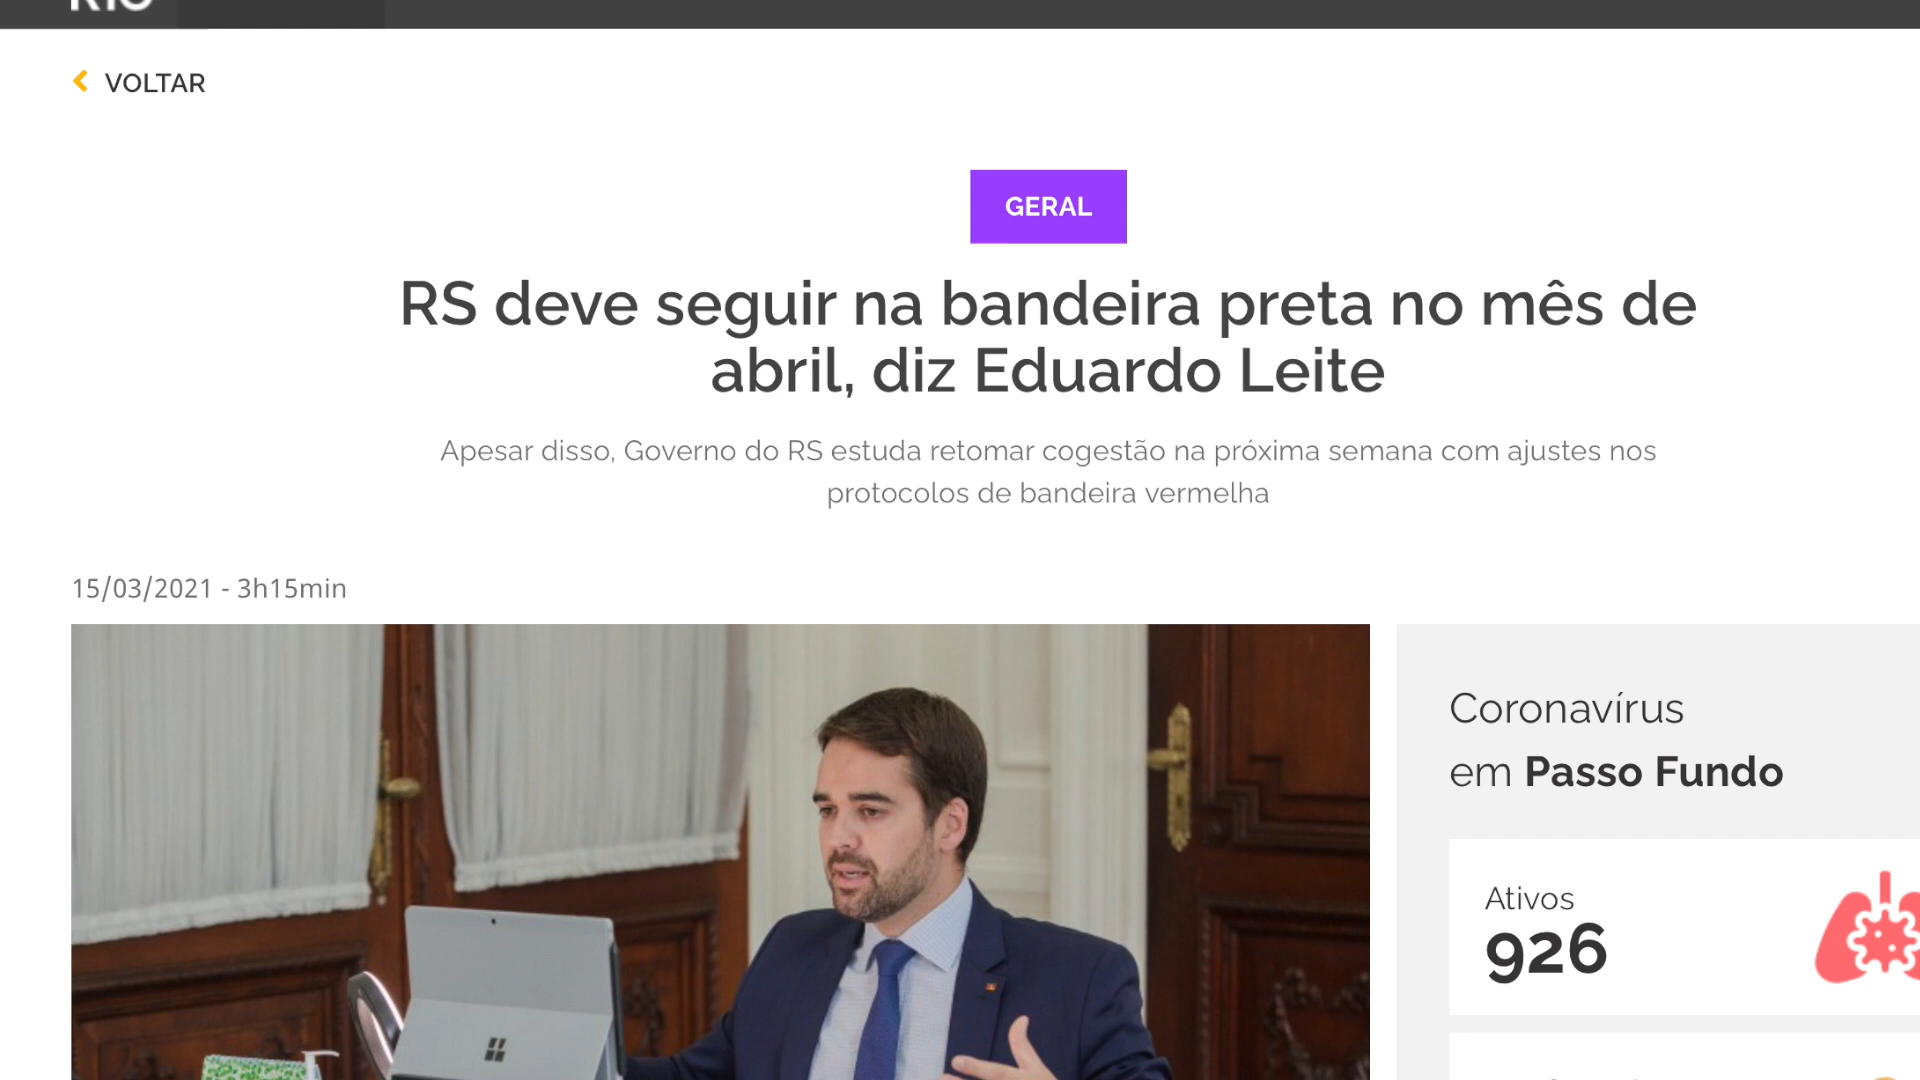 VOLTAR
GERAL
RS deve seguir na bandeira preta no mês de
abril, diz Eduardo Leite
Apesar disso, Governo do RS estuda retomar cogestão na próxima semana com ajustes nos
protocolos de bandeira vermelha
15/03/2021 - 3h15min
Coronavírus
em Passo Fundo
Ativos
926